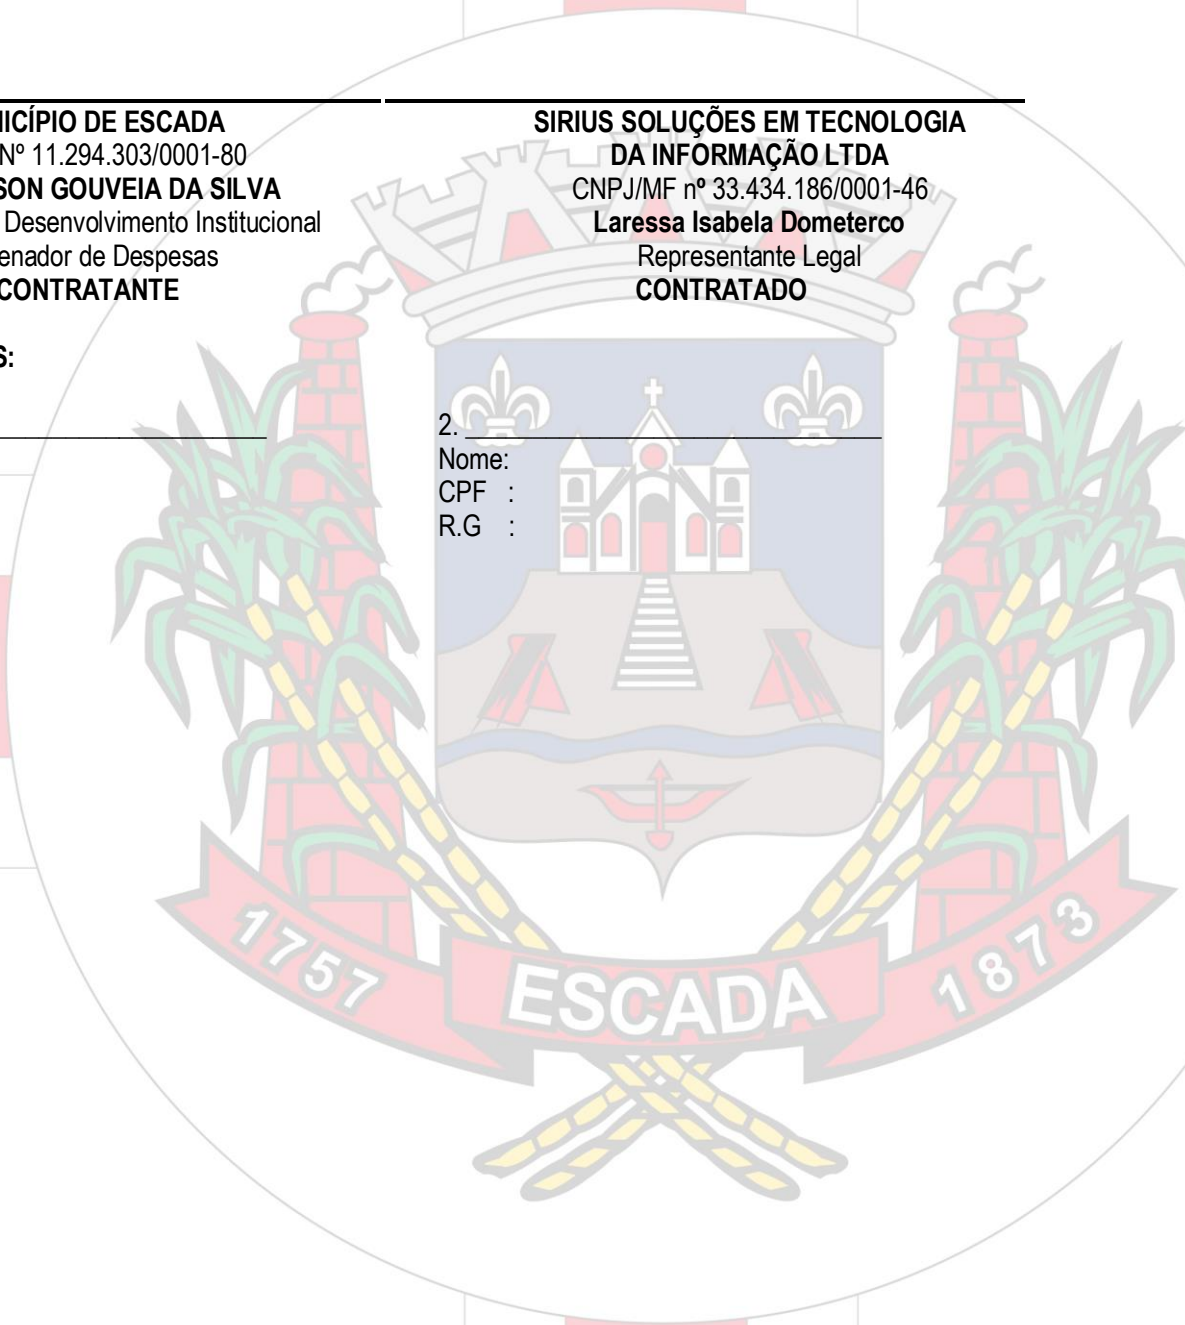 NICÍPIO DE ESCADA
Nº 11.294.303/0001-80
SON GOUVEIA DA SILVA
Desenvolvimento Institucional
enador de Despesas
CONTRATANTE
SIRIUS SOLUÇÕES EM TECNOLOGIA
DA INFORMAÇÃO LTDA
CNPJ/MF nº 33.434.186/0001-46
Laressa Isabela Dometerco
Representante Legal
CONTRATADO
S:
2. ______________________________
Nome:
CPF :
R.G :
1757
ESCADA
1873